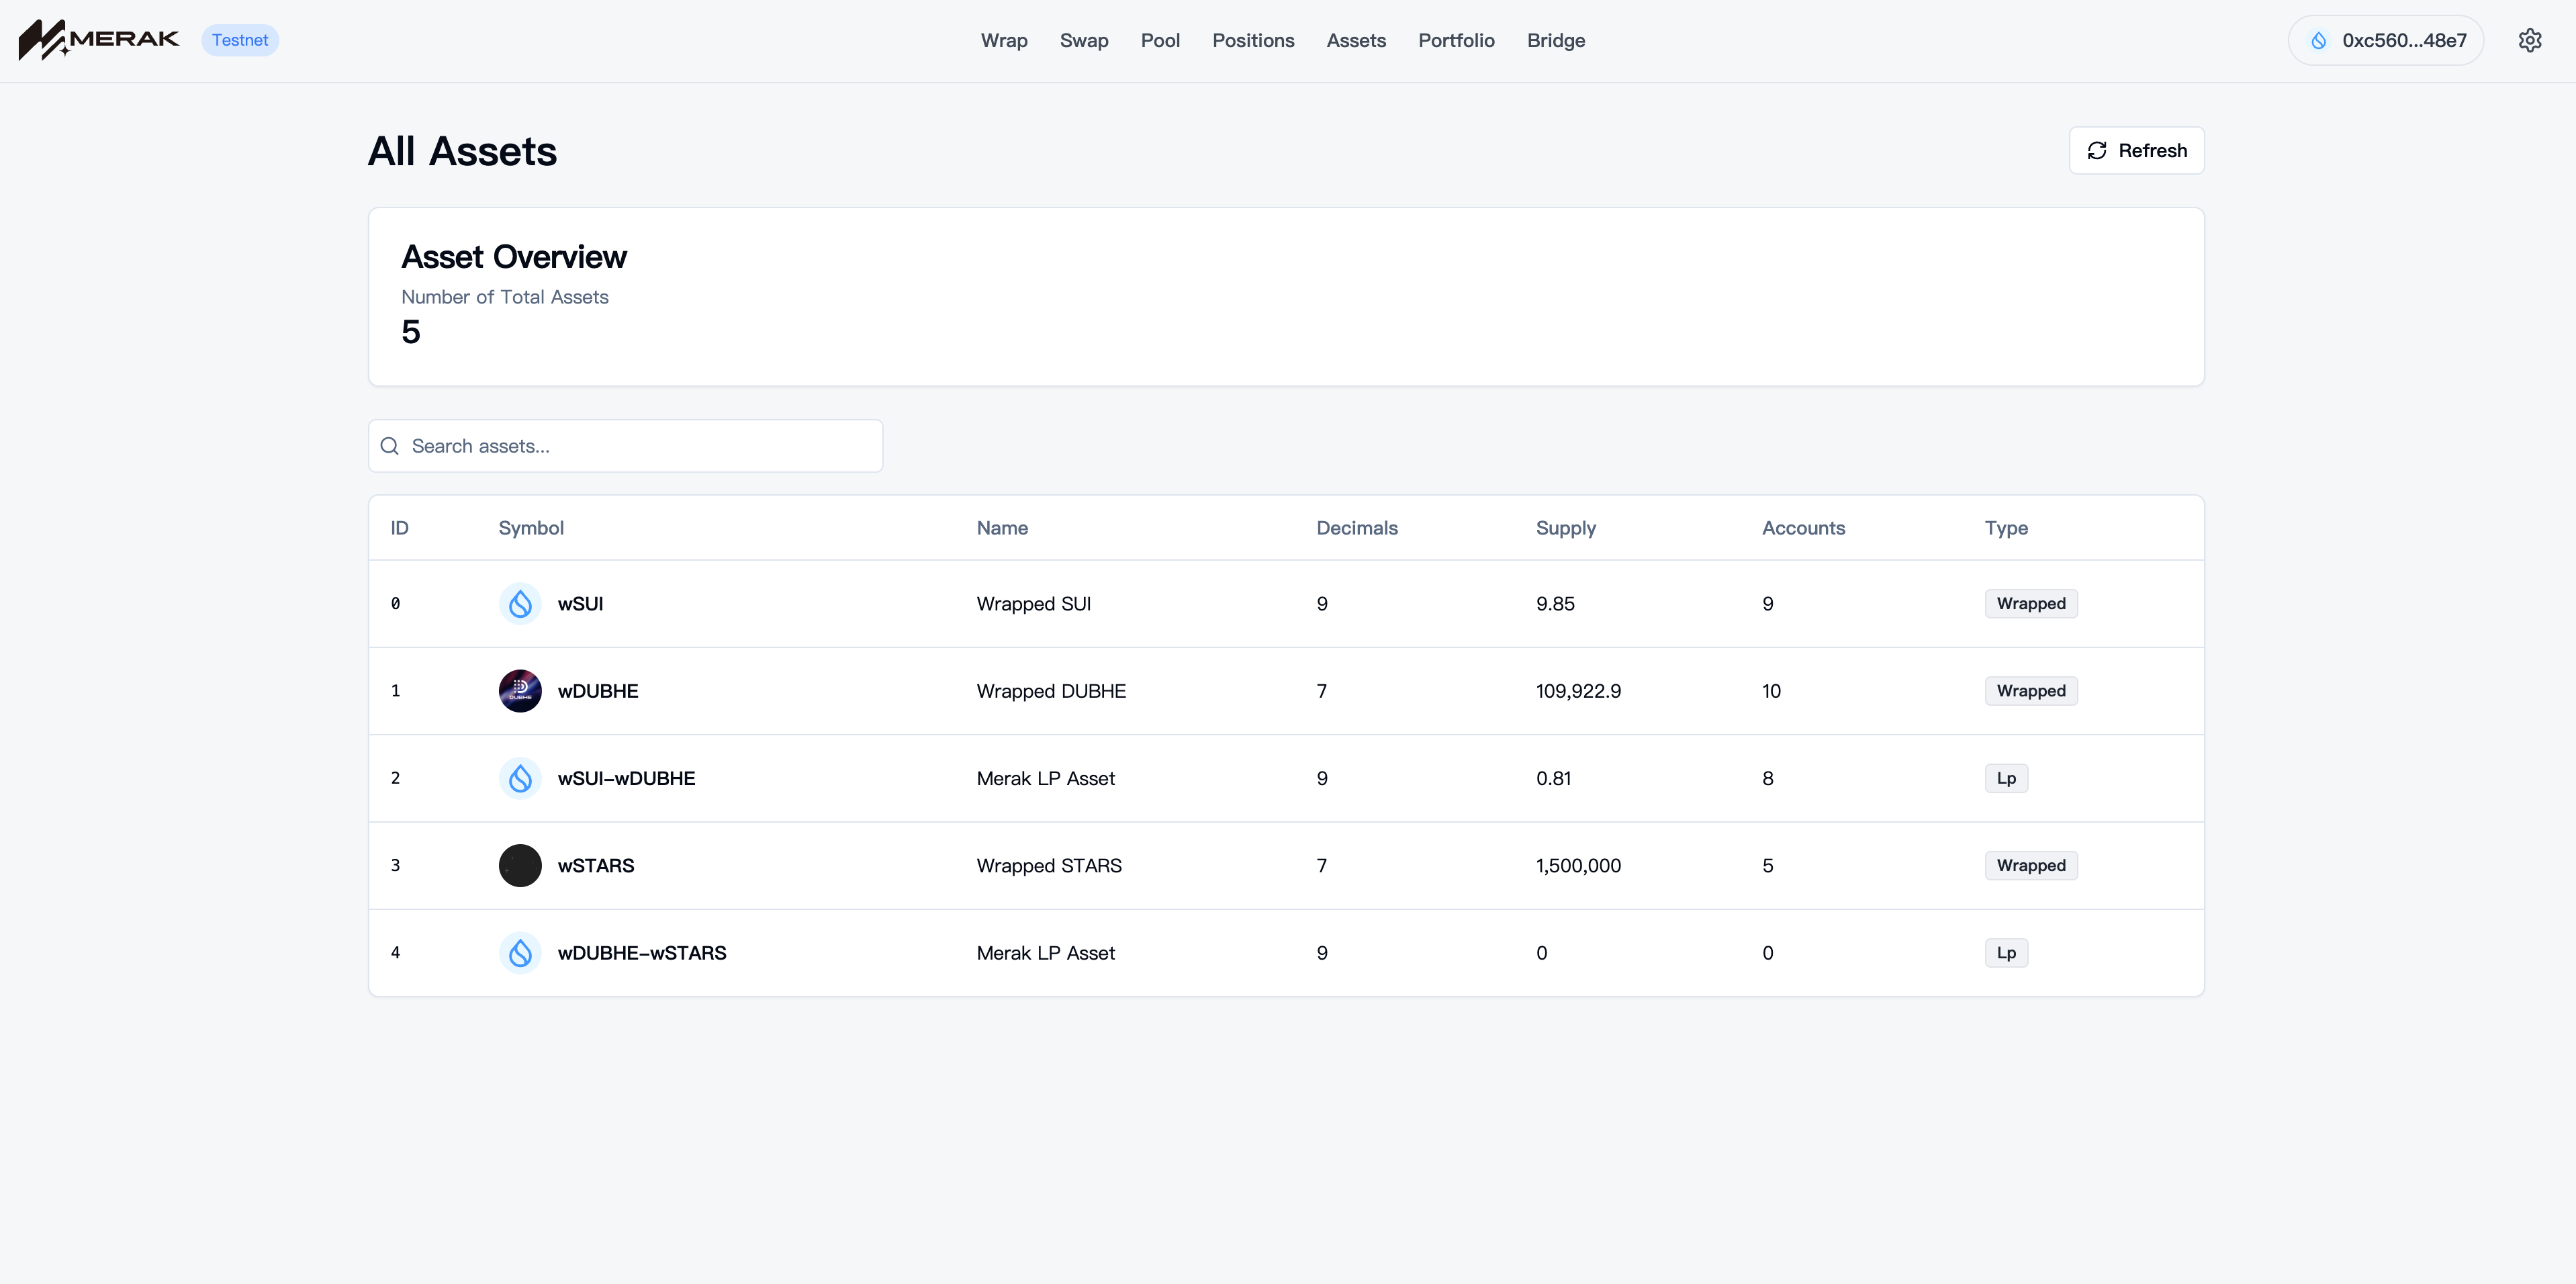 MERAK Testnet Wrap Swap Pool Positions Assets Portfolio Bridge 0xc560...48e7
All Assets Refresh
Asset Overview
Number of Total Assets
5
Search assets...
ID Symbol Name Decimals Supply Accounts Type
0 wSUI Wrapped SUI 9 9.85 9 Wrapped
1 DUBHE wDUBHE Wrapped DUBHE 7 109,922.9 10 Wrapped
2 wSUI-wDUBHE Merak LP Asset 9 0.81 8 Lp
3 wSTARS Wrapped STARS 7 1,500,000 5 Wrapped
4 wDUBHE-wSTARS Merak LP Asset 9 0 0 Lp